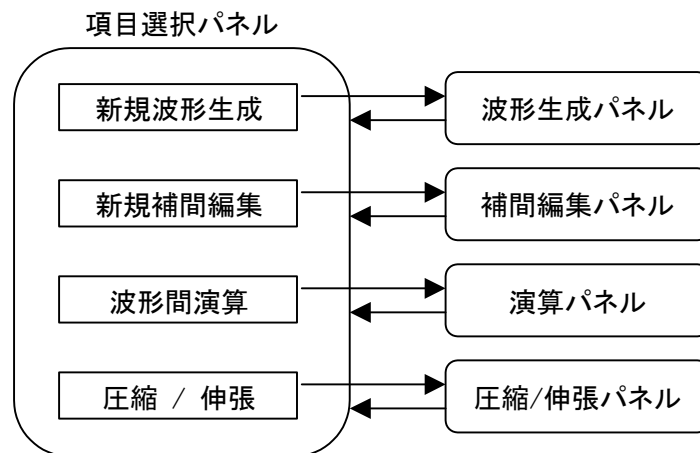 項目選択パネル
新規波形生成
波形生成パネル
新規補間編集
補間編集パネル
波形間演算
演算パネル
圧縮 / 伸張
圧縮/伸張パネル